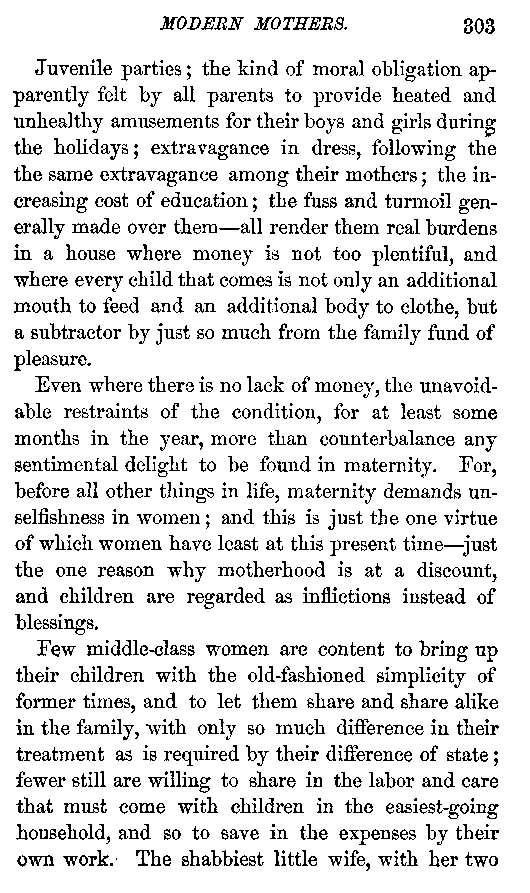 MODERN MOTHERS. 303
Juvenile parties; the kind of moral obligation ap-
parently felt by all parents to provide heated and
unhealthy amusements for their boys and girls during
the holidays; extravagance in dress, following the
the same extravagance among their mothers; the in-
creasing cost of education; the fuss and turmoil gen-
erally made over them—all render them real burdens
in a house where money is not too plentiful, and
where every child that comes is not only an additional
mouth to feed and an additional body to clothe, but
a subtractor by just so much from the family fund of
pleasure.
Even where there is no lack of money, the unavoid-
able restraints of the condition, for at least some
months in the year, more than counterbalance any
sentimental delight to be found in maternity. For,
before all other things in life, maternity demands un-
selfishness in women; and this is just the one virtue
of which women have least at this present time—just
the one reason why motherhood is at a discount,
and children are regarded as inflictions instead of
blessings.
Few middle-class women are content to bring up
their children with the old-fashioned simplicity of
former times, and to let them share and share alike
in the family, with only so much difference in their
treatment as is required by their difference of state;
fewer still are willing to share in the labor and care
that must come with children in the easiest-going
household, and so to save in the expenses by their
own work. The shabbiest little wife, with her two